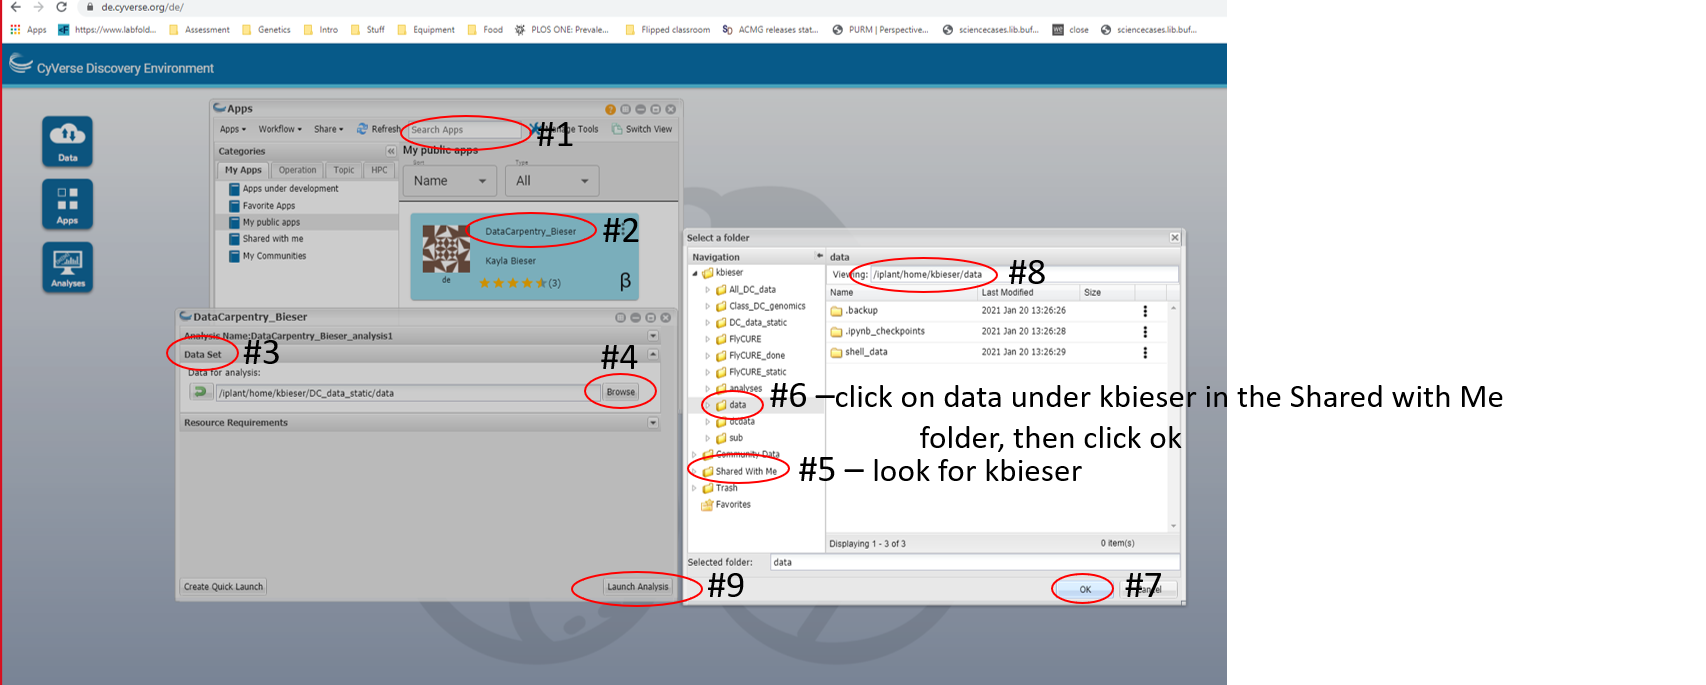 de.cyverse.org/de/
Apps https://www.labfold... Assessment Genetics Intro Stuff Equipment Food PLOS ONE: Prevale... Flipped classroom SD ACMG releases stat... PURM | Perspective... sciencecases.lib.buf... close sciencecases.lib.buf...
CyVerse Discovery Environment
Data
Apps
Analyses
Apps
Apps Workflow Share Refresh Search Apps #1 Tools Switch View
Categories
My Apps Operation Topic HPC
Apps under development
Favorite Apps
My public apps
Shared with me
My Communities
My public apps
Sort
Name
Type
All
DataCarpentry_Bieser #2
Kayla Bieser
de
(3) β
DataCarpentry_Bieser
Analysis Name:DataCarpentry_Bieser_analysis1
Data Set #3
Data for analysis:
#4
/iplant/home/kbieser/DC_data_static/data Browse
Resource Requirements
Create Quick Launch
Launch Analysis #9
Select a folder
Navigation
kbieser
All_DC_data
Class_DC_genomics
DC_data_static
FlyCURE
FlyCURE_done
FlyCURE_static
analyses
data
dcdata
sub
Community Data
Shared With Me
Trash
Favorites
data
Viewing: /iplant/home/kbieser/data #8
Name Last Modified Size
.backup 2021 Jan 20 13:26:26
.ipynb_checkpoints 2021 Jan 20 13:26:28
shell_data 2021 Jan 20 13:26:29
#6 –click on data under kbieser in the Shared with Me
folder, then click ok
#5 – look for kbieser
Displaying 1 - 3 of 3 0 item(s)
Selected folder: data
OK #7